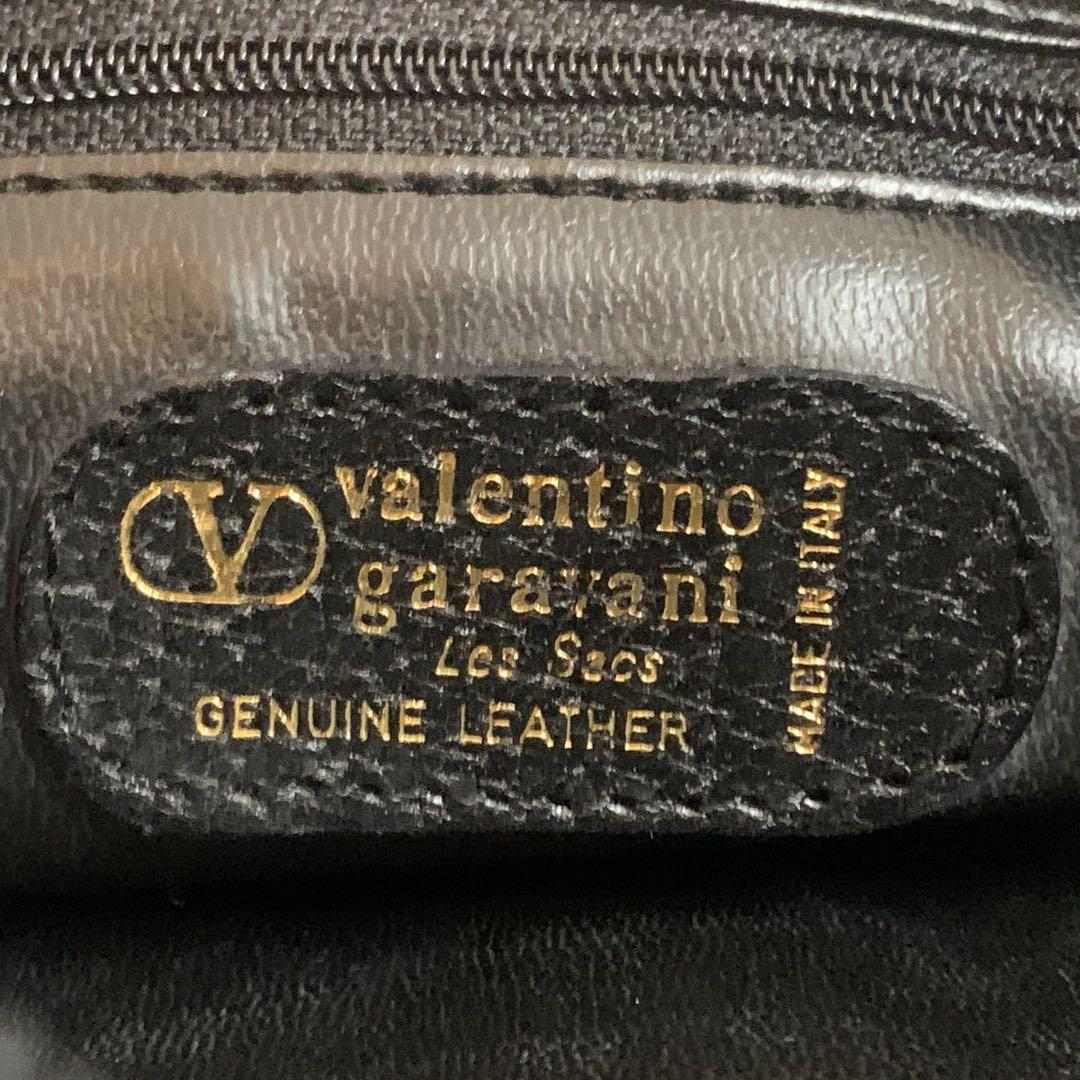 V
valentino
garavani
Les Sacs
GENUINE LEATHER
MADE IN ITALY